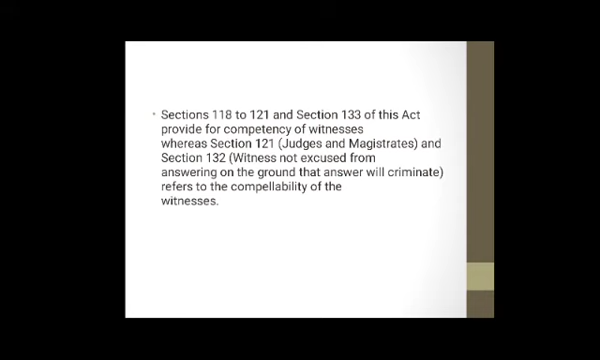 Sections 118 to 121 and Section 133 of this Act
provide for competency of witnesses
whereas Section 121 (Judges and Magistrates) and
Section 132 (Witness not excused from
answering on the ground that answer will criminate)
refers to the compellability of the
witnesses.